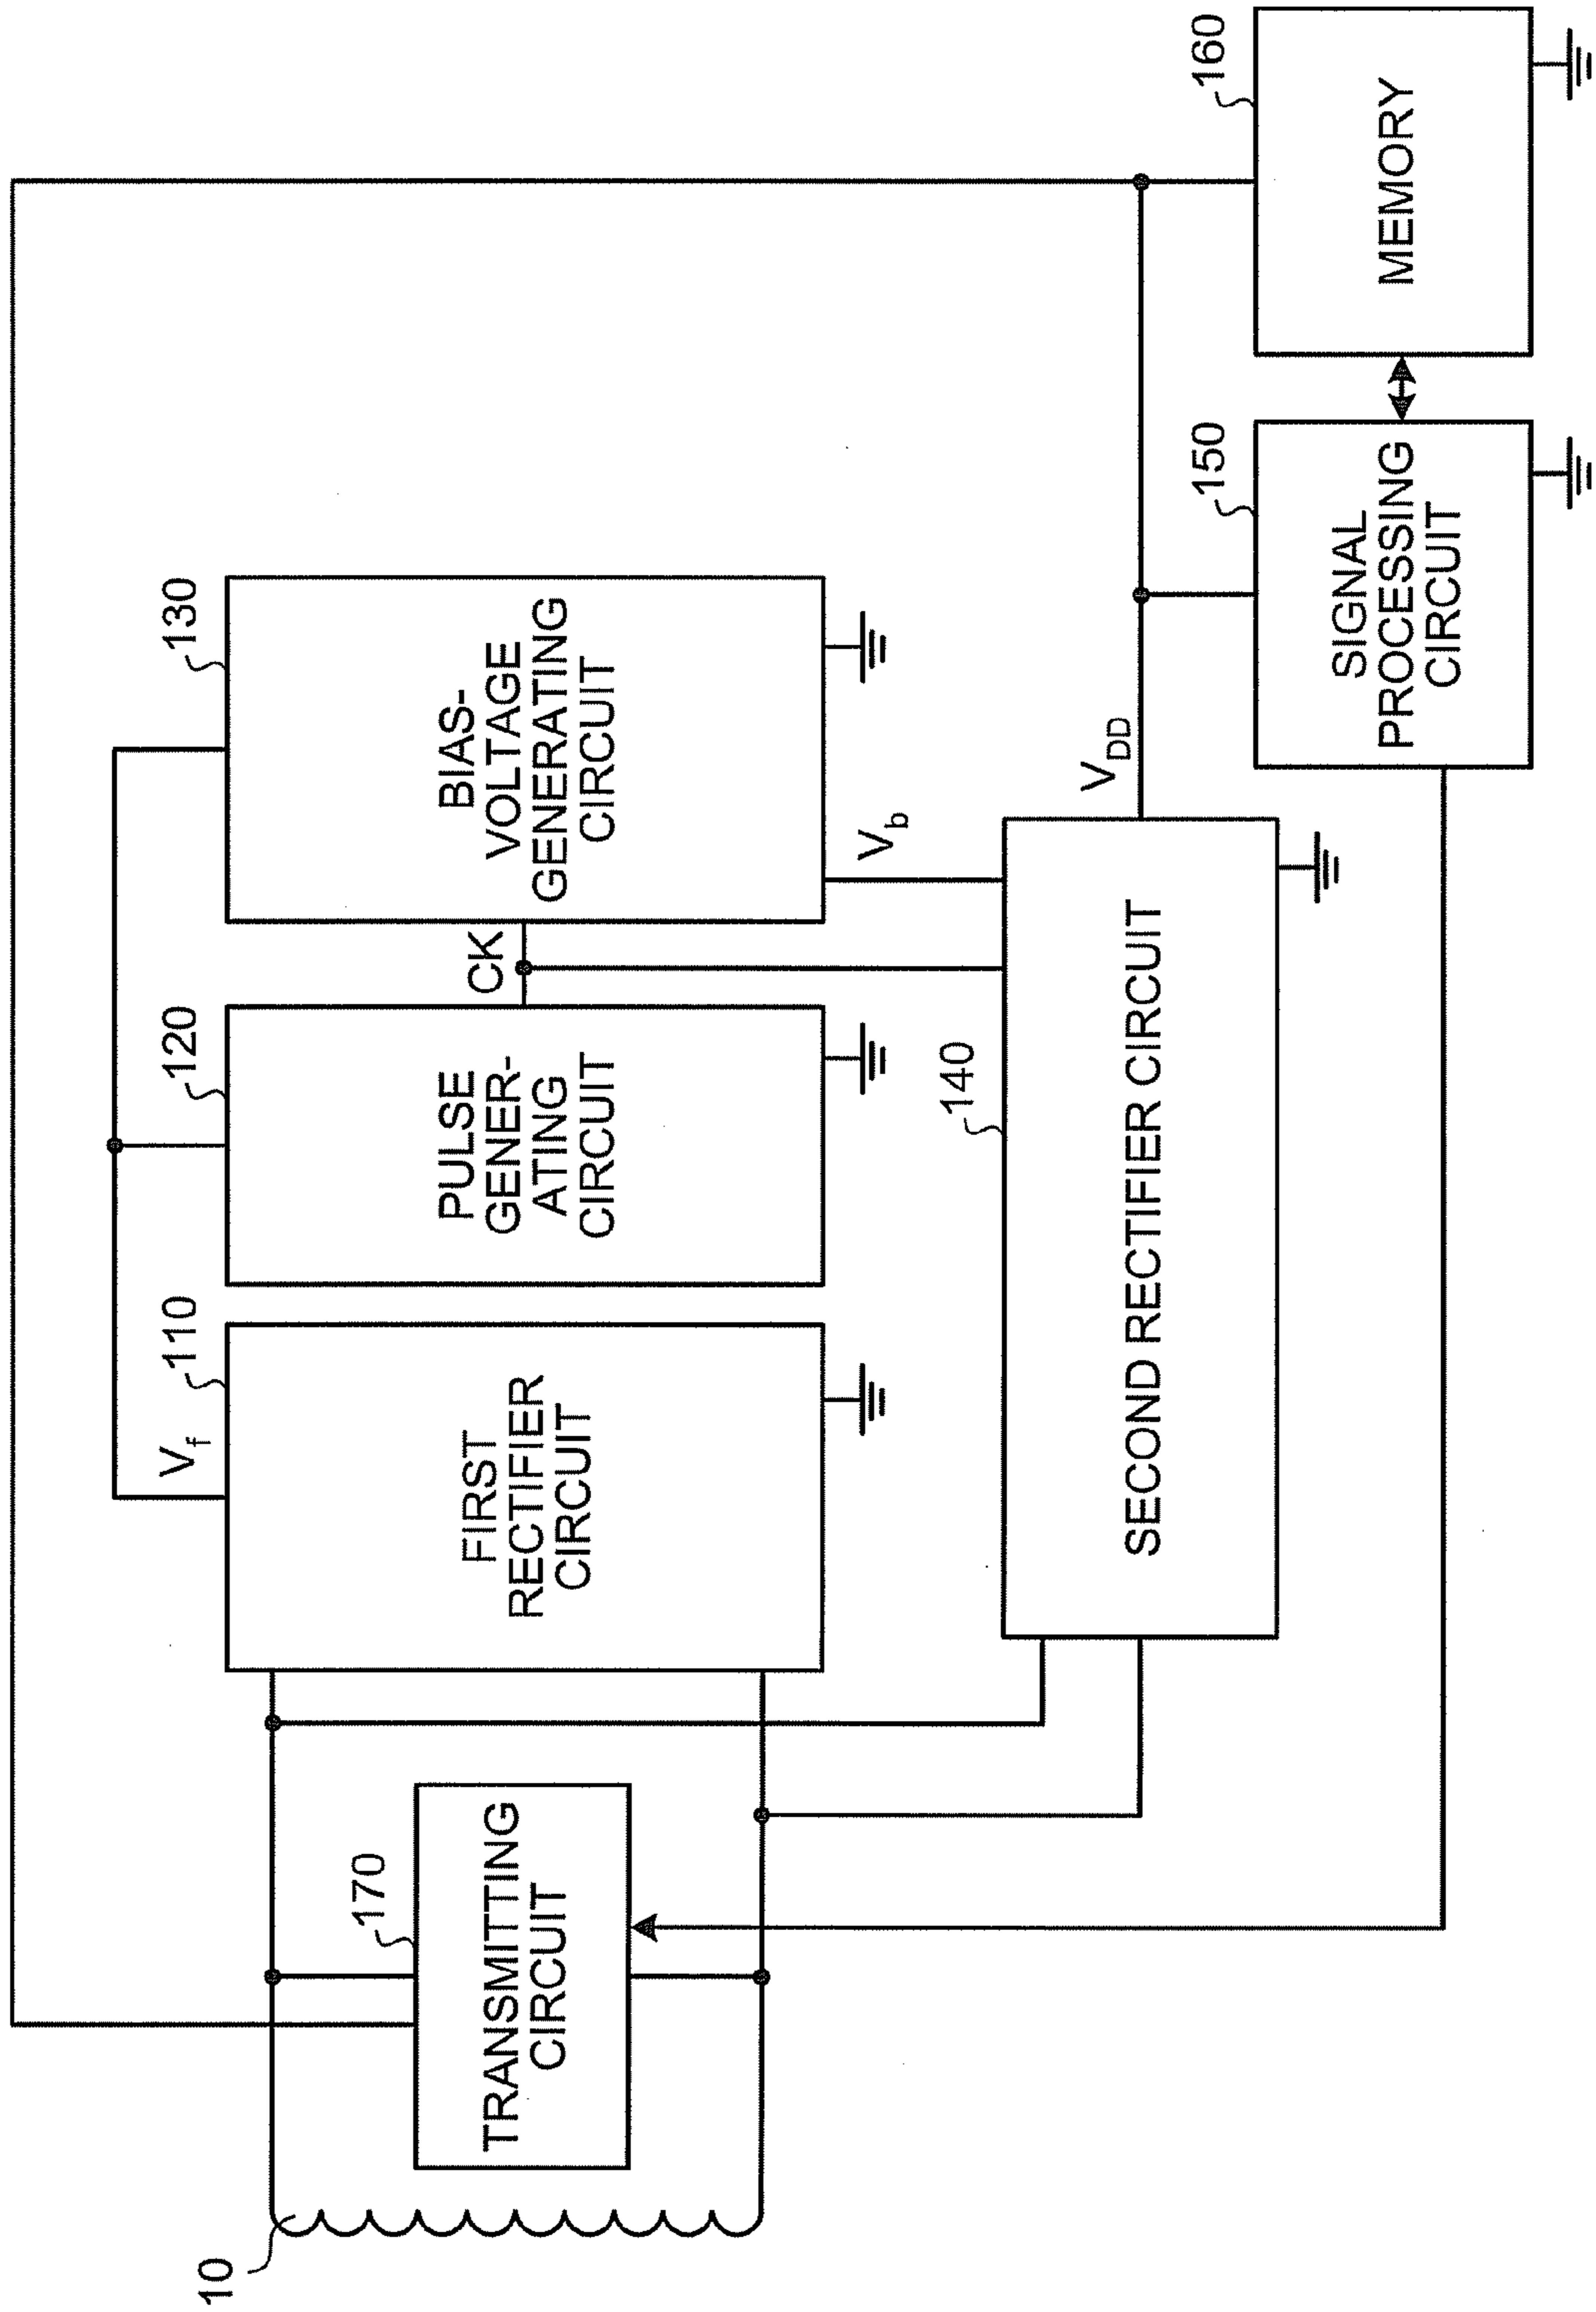 160
MEMORY
130
BIAS-
VOLTAGE
GENERATING
CIRCUIT
150
SIGNAL
PROCESSING
CIRCUIT
V_DD
V_b
CK
120
PULSE
GENER-
ATING
CIRCUIT
140
SECOND RECTIFIER CIRCUIT
110
V_f
FIRST
RECTIFIER
CIRCUIT
170
TRANSMITTING
CIRCUIT
10